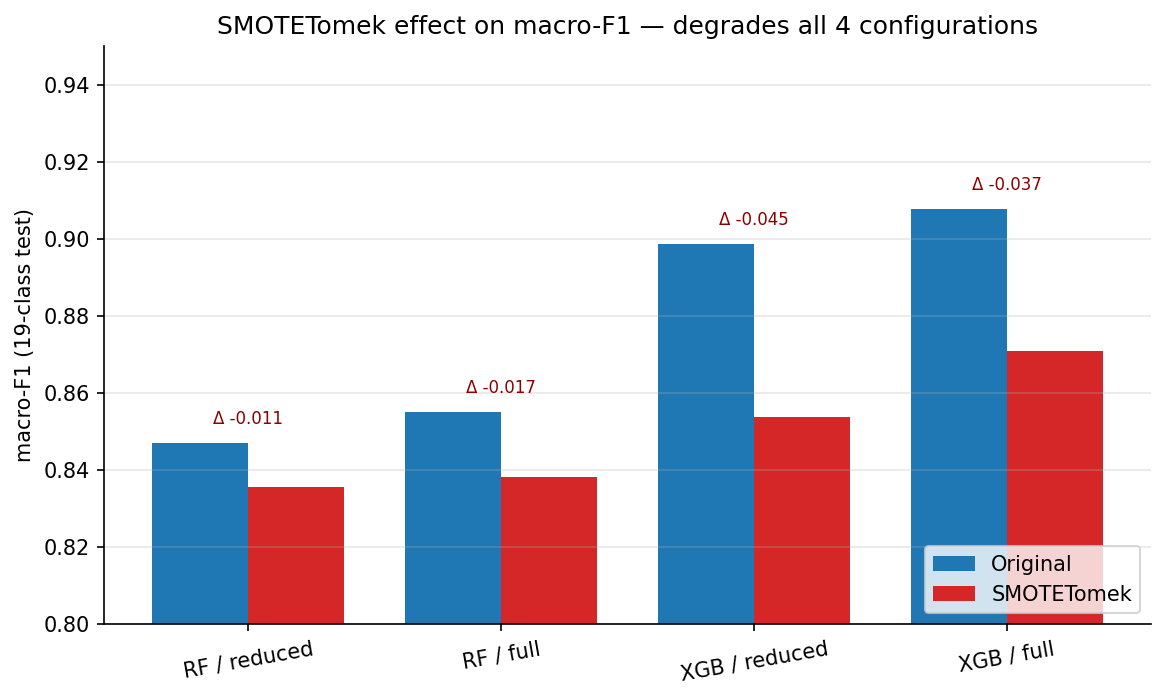 SMOTETomek effect on macro-F1 — degrades all 4 configurations
macro-F1 (19-class test)
0.94
0.92
0.90
0.88
0.86
0.84
0.82
0.80
Δ -0.011
Δ -0.017
Δ -0.045
Δ -0.037
Original
SMOTETomek
RF / reduced
RF / full
XGB / reduced
XGB / full